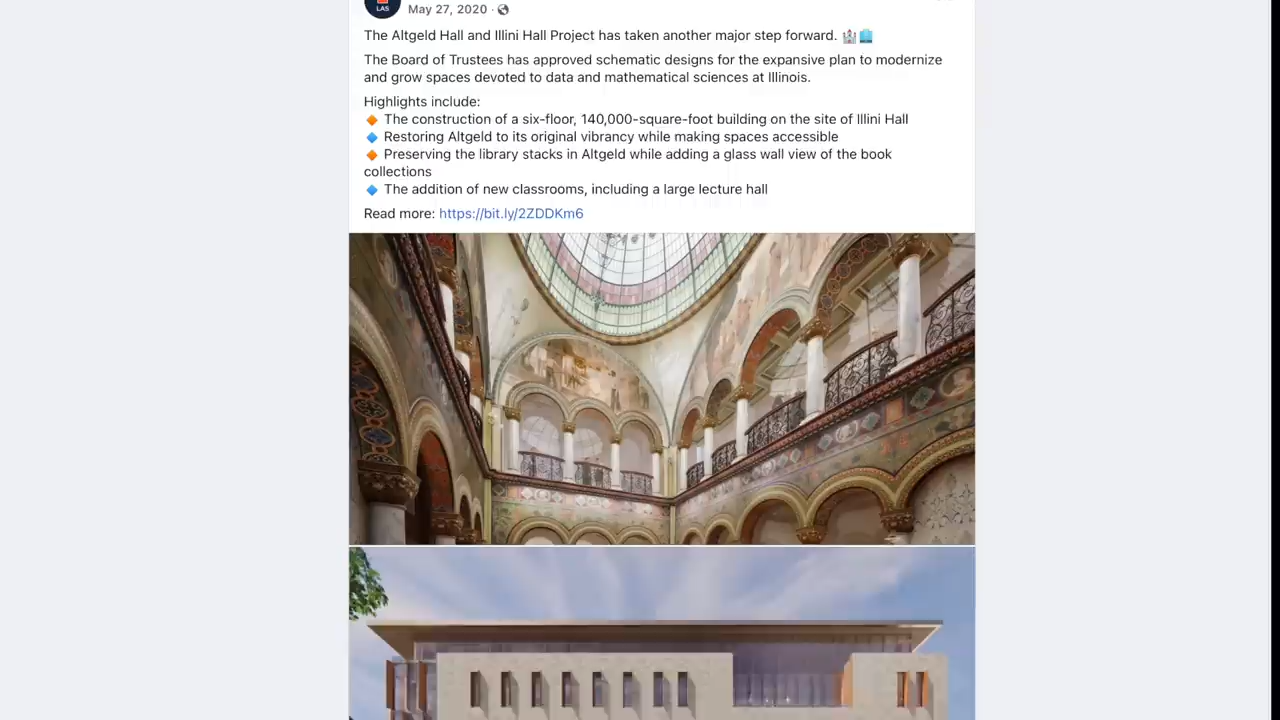 LAS
May 27, 2020 ·
The Altgeld Hall and Illini Hall Project has taken another major step forward.
The Board of Trustees has approved schematic designs for the expansive plan to modernize
and grow spaces devoted to data and mathematical sciences at Illinois.
Highlights include:
🔶 The construction of a six-floor, 140,000-square-foot building on the site of Illini Hall
🔷 Restoring Altgeld to its original vibrancy while making spaces accessible
🔶 Preserving the library stacks in Altgeld while adding a glass wall view of the book
collections
🔷 The addition of new classrooms, including a large lecture hall
Read more: https://bit.ly/2ZDDKm6